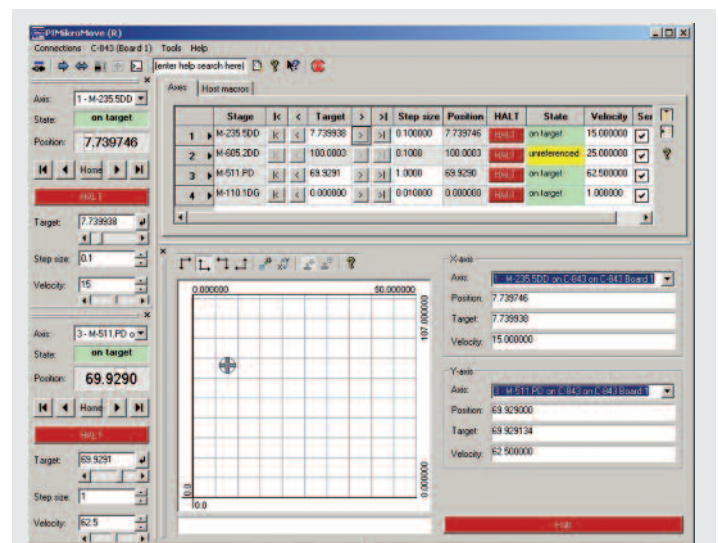 PIMikroMove (R)
Connections C-843 (Board 1) Tools Help
[enter help search here]
Axis: 1 - M-235.5DD
State: on target
Position: 7.739746
Home
HALT
Target: 7.739938
Step size: 0.1
Velocity: 15
Axis: 3 - M-511.PD o
State: on target
Position: 69.9290
Home
HALT
Target: 69.9291
Step size: 1
Velocity: 62.5
Axes Host macros
Stage |< < Target > >| Step size Position HALT State Velocity Ser
1 M-235.5DD |< < 7.739938 > >| 0.100000 7.739746 HALT on target 15.000000
2 M-605.2DD |< < 100.0003 > >| 0.1000 100.0003 HALT unreferenced 25.000000
3 M-511.PD |< < 69.9291 > >| 1.0000 69.9290 HALT on target 62.500000
4 M-110.1DG |< < 0.000000 > >| 0.010000 0.000000 HALT on target 1.000000
0.000000 50.000000
107.000000
0.000000
0.0
0.0
X-axis
Axis: 1 - M-235.5DD on C-843 on C-843 Board 1
Position: 7.739746
Target: 7.739938
Velocity: 15.000000
Y-axis
Axis: 3 - M-511.PD on C-843 on C-843 Board 1
Position: 69.929000
Target: 69.929134
Velocity: 62.500000
Halt